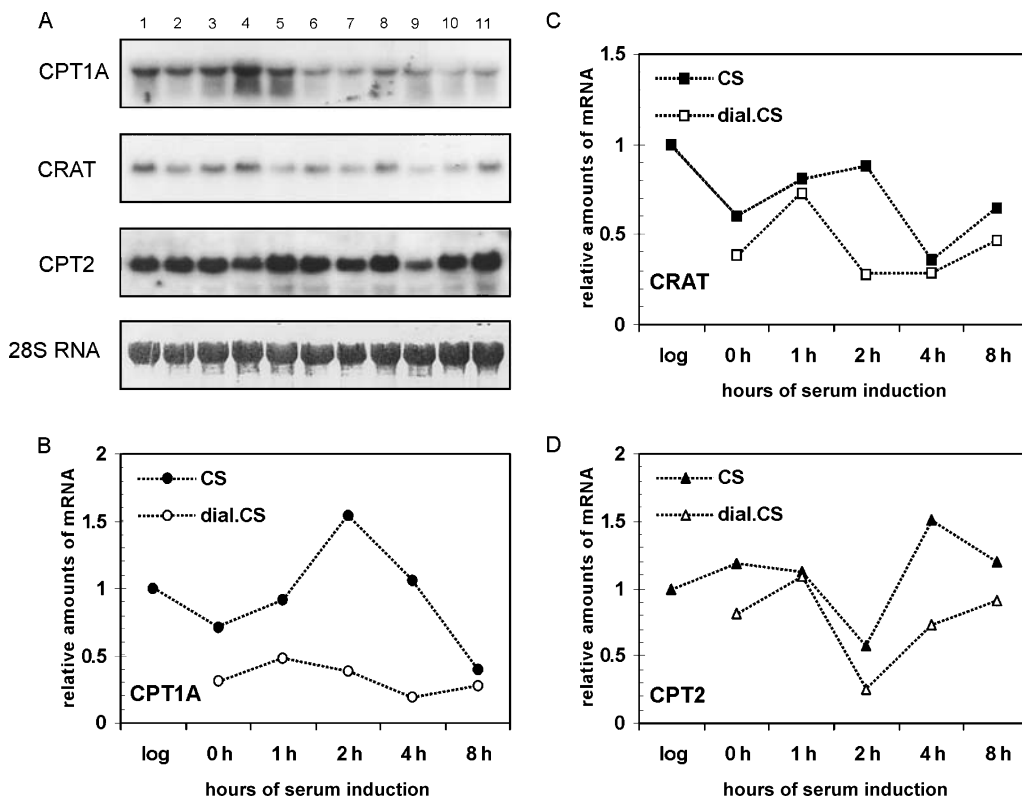 A
1 2 3 4 5 6 7 8 9 10 11
CPT1A
CRAT
CPT2
28S RNA
B
relative amounts of mRNA
2
1.5
1
0.5
0
CS
dial.CS
CPT1A
log 0 h 1 h 2 h 4 h 8 h
hours of serum induction
C
relative amounts of mRNA
1.5
1
0.5
0
CS
dial.CS
CRAT
log 0 h 1 h 2 h 4 h 8 h
hours of serum induction
D
relative amounts of mRNA
2
1.5
1
0.5
0
CS
dial.CS
CPT2
log 0 h 1 h 2 h 4 h 8 h
hours of serum induction